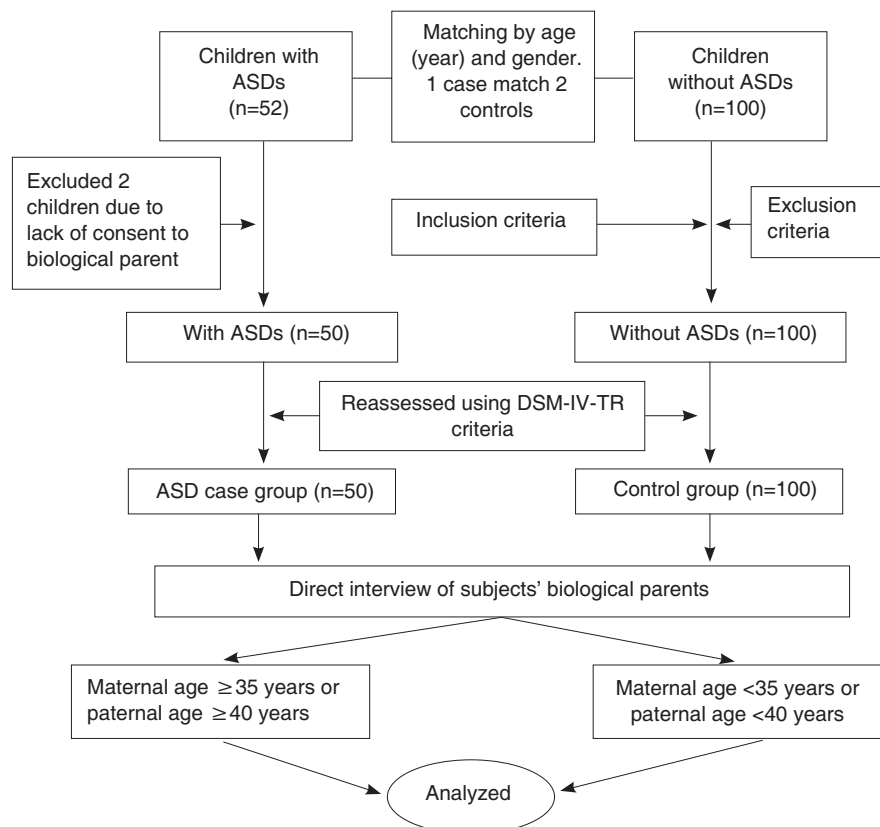 Children with
ASDs
(n=52)
Matching by age
(year) and gender.
1 case match 2
controls
Children
without ASDs
(n=100)
Excluded 2
children due to
lack of consent to
biological parent
Inclusion criteria
Exclusion
criteria
With ASDs (n=50)
Without ASDs (n=100)
Reassessed using DSM-IV-TR
criteria
ASD case group (n=50)
Control group (n=100)
Direct interview of subjects’ biological parents
Maternal age ≥35 years or
paternal age ≥40 years
Maternal age <35 years or
paternal age <40 years
Analyzed